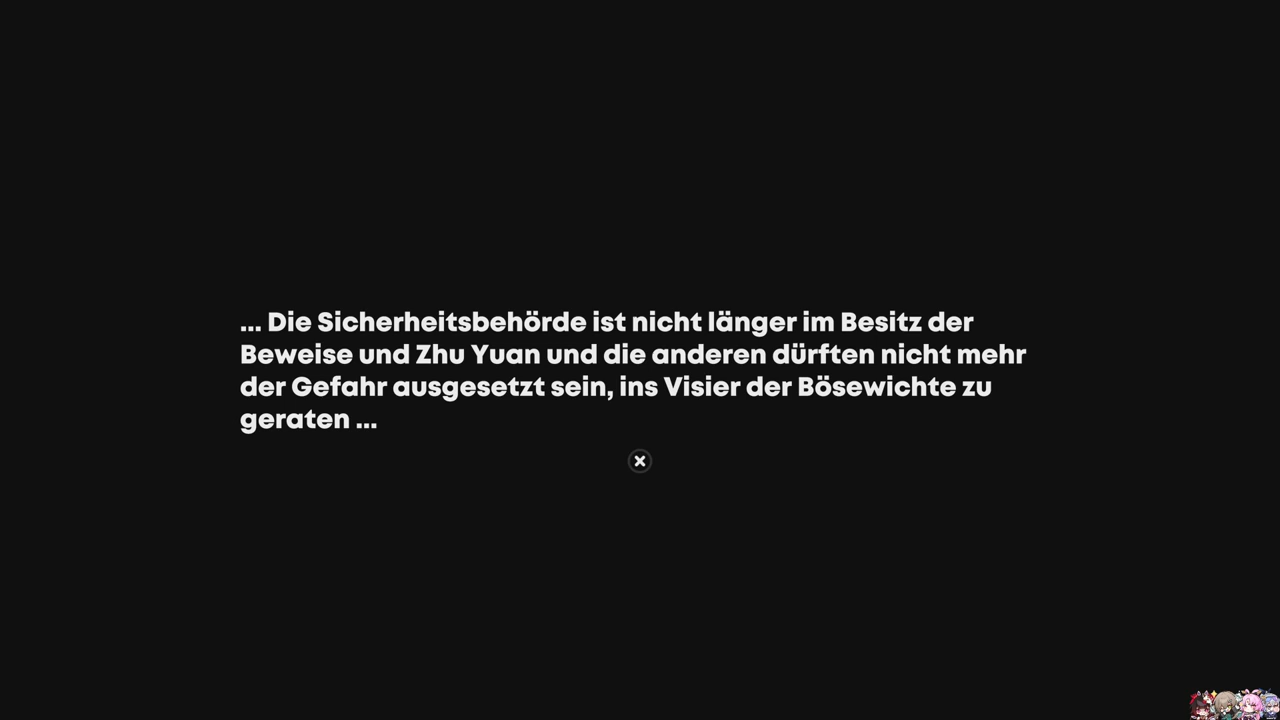 ... Die Sicherheitsbehörde ist nicht länger im Besitz der
Beweise und Zhu Yuan und die anderen dürften nicht mehr
der Gefahr ausgesetzt sein, ins Visier der Bösewichte zu
geraten ...